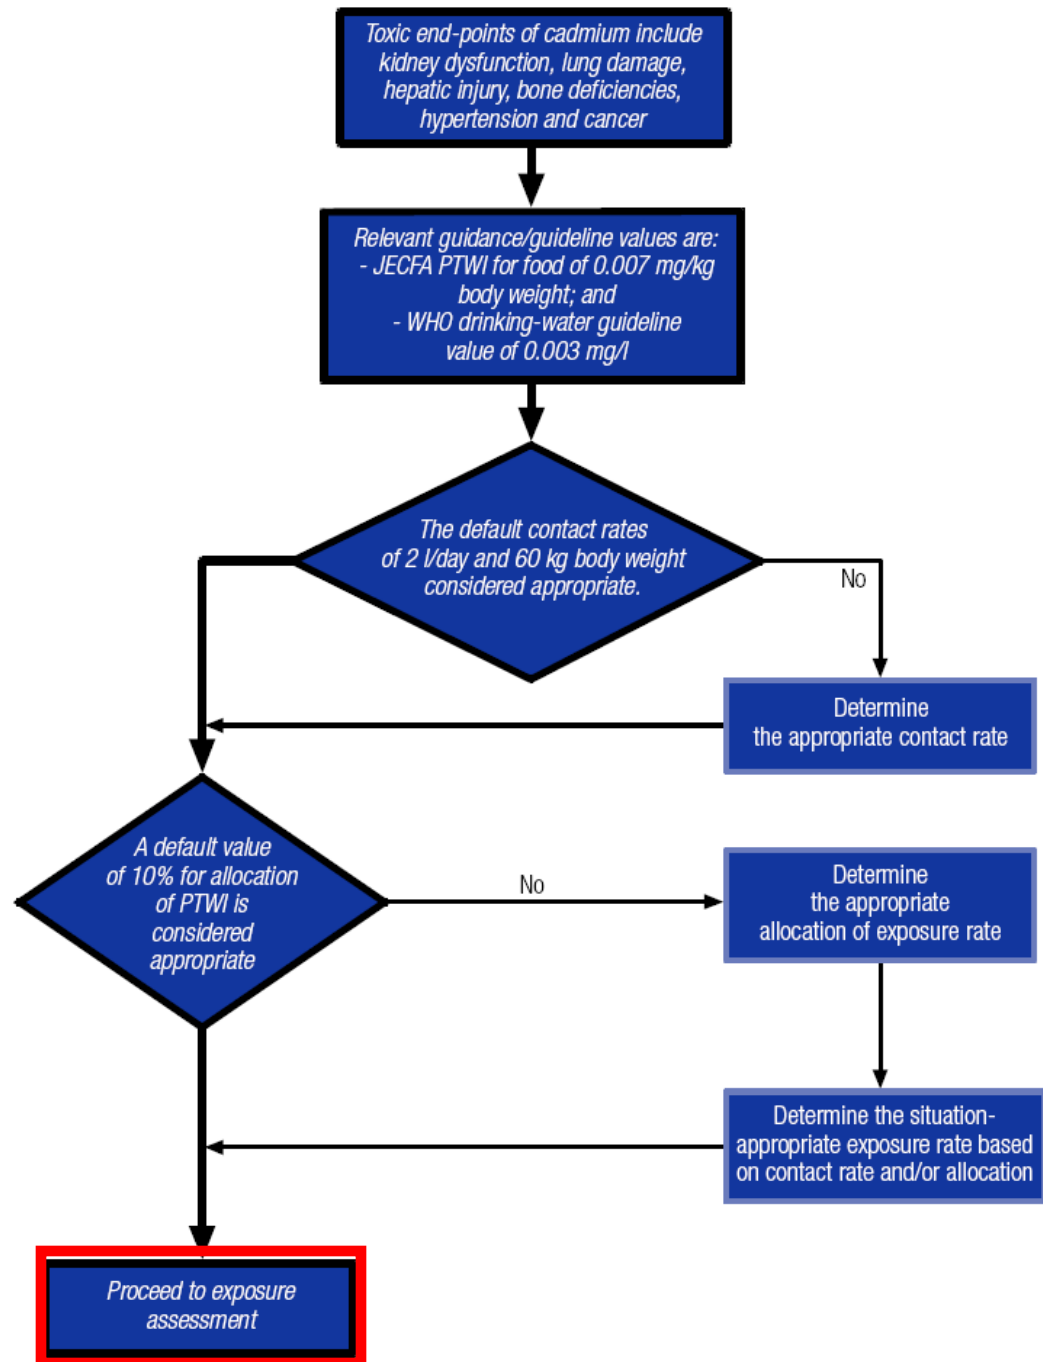 Toxic end-points of cadmium include
kidney dysfunction, lung damage,
hepatic injury, bone deficiencies,
hypertension and cancer
Relevant guidance/guideline values are:
- JECFA PTWI for food of 0.007 mg/kg
body weight; and
- WHO drinking-water guideline
value of 0.003 mg/l
The default contact rates
of 2 l/day and 60 kg body weight
considered appropriate.
No
Determine
the appropriate contact rate
A default value
of 10% for allocation
of PTWI is
considered
appropriate
No
Determine
the appropriate
allocation of exposure rate
Determine the situation-
appropriate exposure rate based
on contact rate and/or allocation
Proceed to exposure
assessment